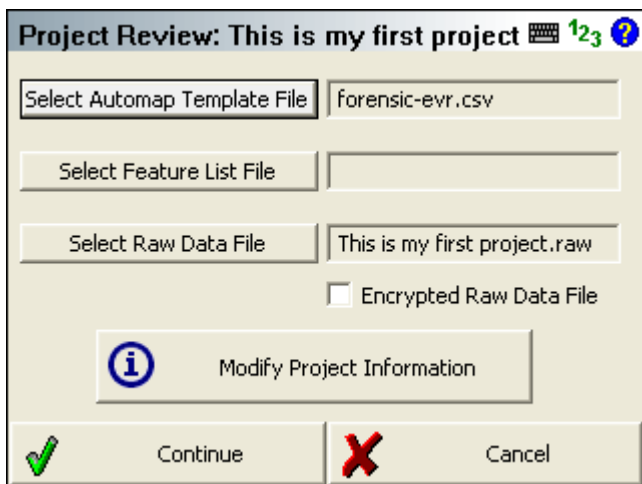 Project Review: This is my first project 123 ?
Select Automap Template File forensic-evr.csv
Select Feature List File
Select Raw Data File This is my first project.raw
Encrypted Raw Data File
i Modify Project Information
Continue Cancel